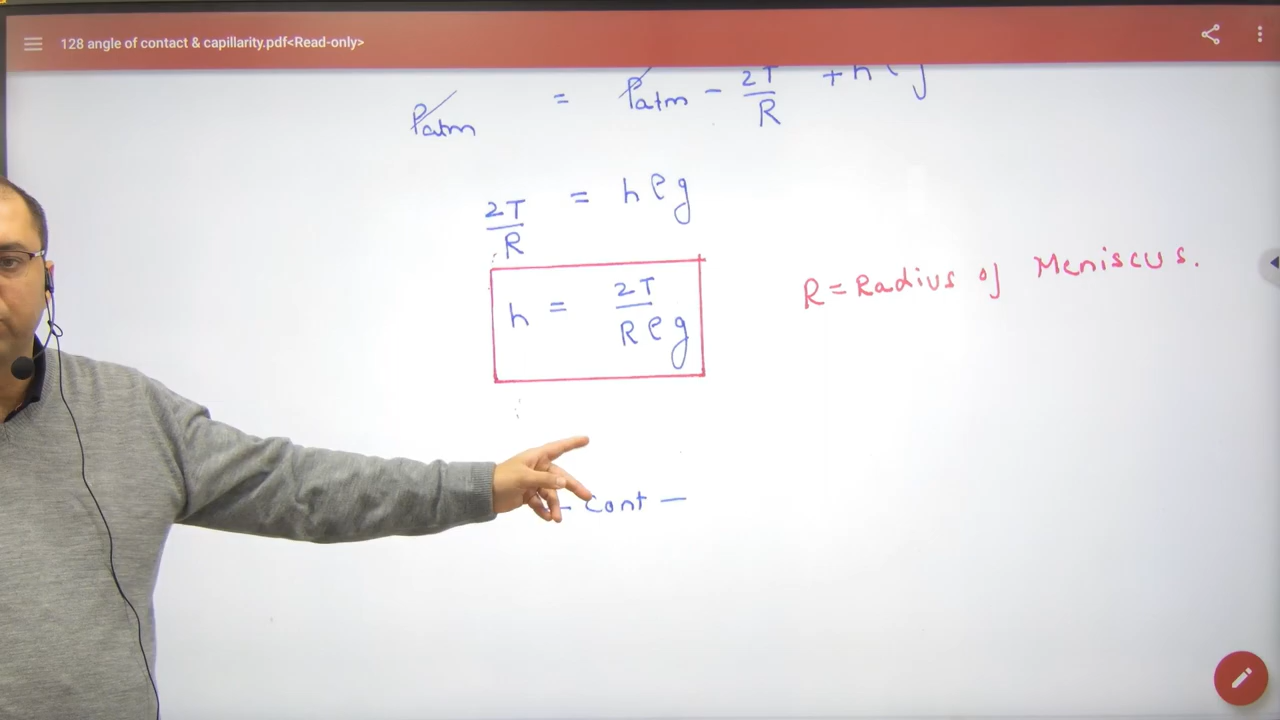 128 angle of contact & capillarity.pdf<Read-only>
Patm = Patm - 2T/R + hρg
2T/R = hρg
h = 2T/Rρg
R = Radius of Meniscus.
- Cont -